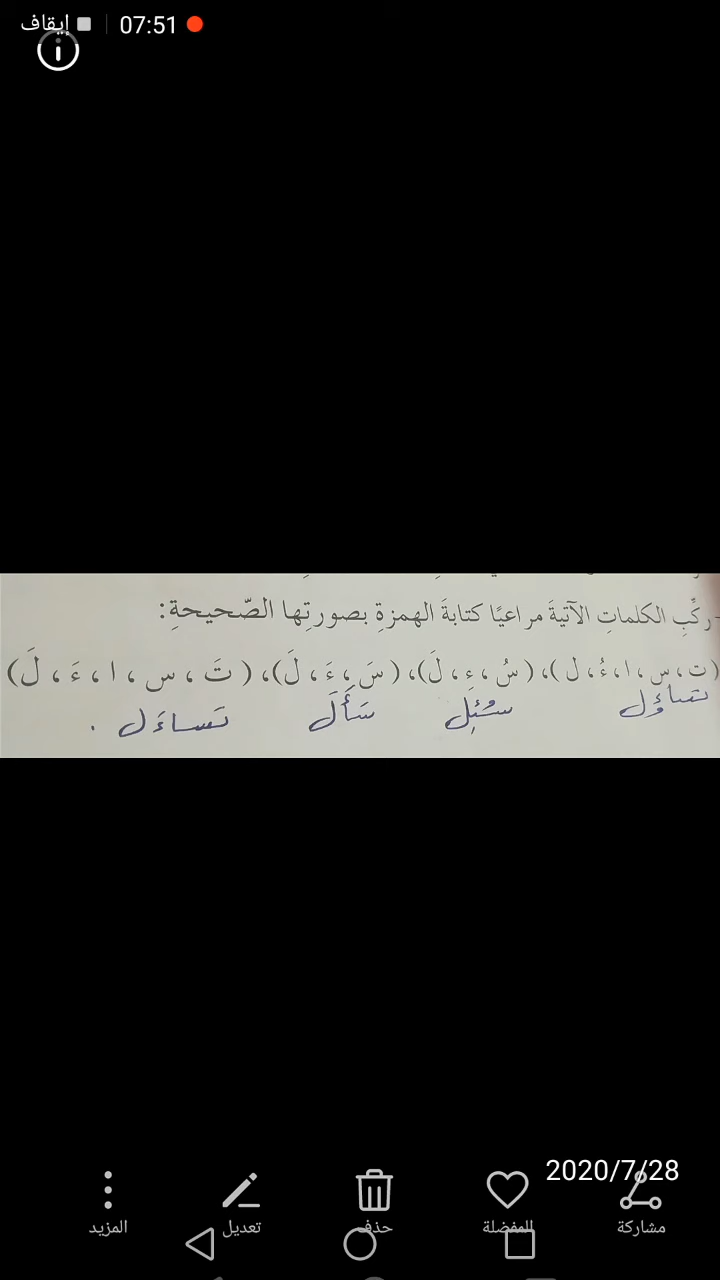 إيقاف 07:51
ركِّبِ الكلماتِ الآتيةَ مراعيًا كتابةَ الهمزةِ بصورتِها الصّحيحةِ:
(ت ، س ، ا ، ءُ ، ل )، (سُ ، ءِ ، لَ)، (سَ ، ءَ ، لَ)، ( تَ ، س ، ا ، ءَ ، لَ)
تساؤل سُئِل سَأَلَ تَساءَل .
2020/7/28
مشاركة المفضلة حذف تعديل المزيد